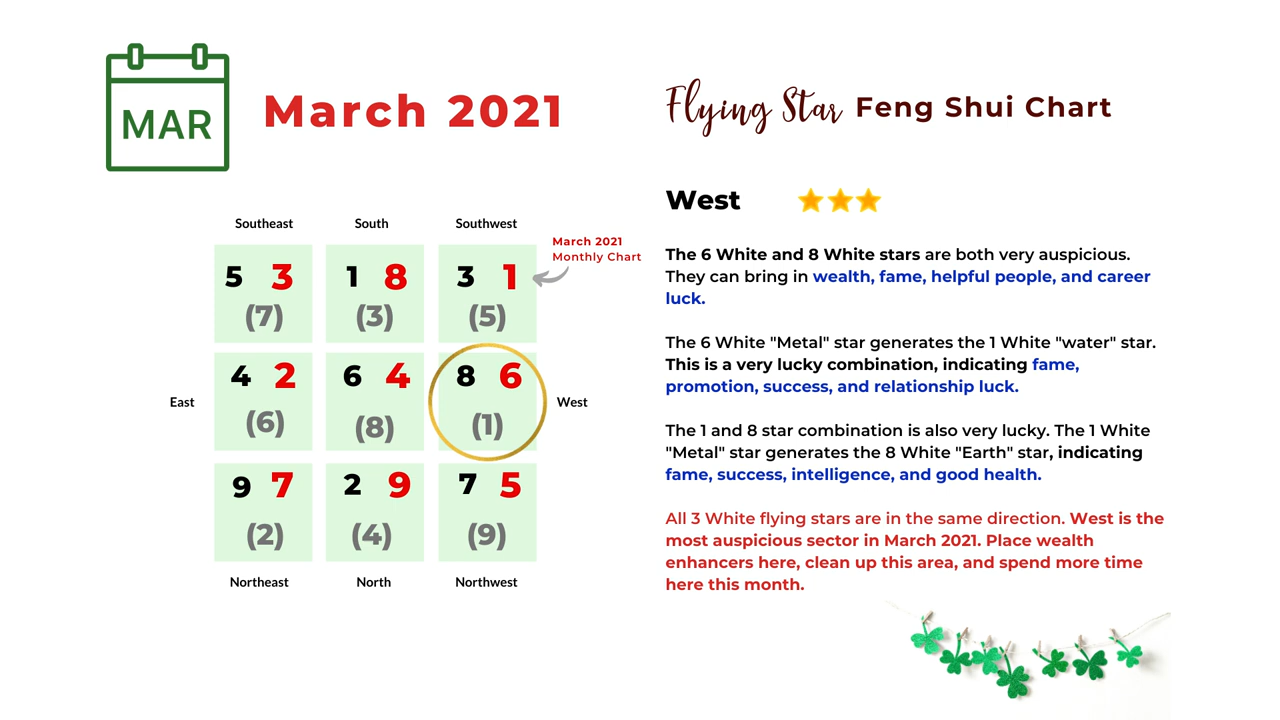 MAR
March 2021
Flying Star Feng Shui Chart
West
Southeast South Southwest
March 2021
Monthly Chart
5 3 1 8 3 1
(7) (3) (5)
4 2 6 4 8 6
East West
(6) (8) (1)
9 7 2 9 7 5
(2) (4) (9)
Northeast North Northwest
The 6 White and 8 White stars are both very auspicious.
They can bring in wealth, fame, helpful people, and career
luck.
The 6 White "Metal" star generates the 1 White "water" star.
This is a very lucky combination, indicating fame,
promotion, success, and relationship luck.
The 1 and 8 star combination is also very lucky. The 1 White
"Metal" star generates the 8 White "Earth" star, indicating
fame, success, intelligence, and good health.
All 3 White flying stars are in the same direction. West is the
most auspicious sector in March 2021. Place wealth
enhancers here, clean up this area, and spend more time
here this month.